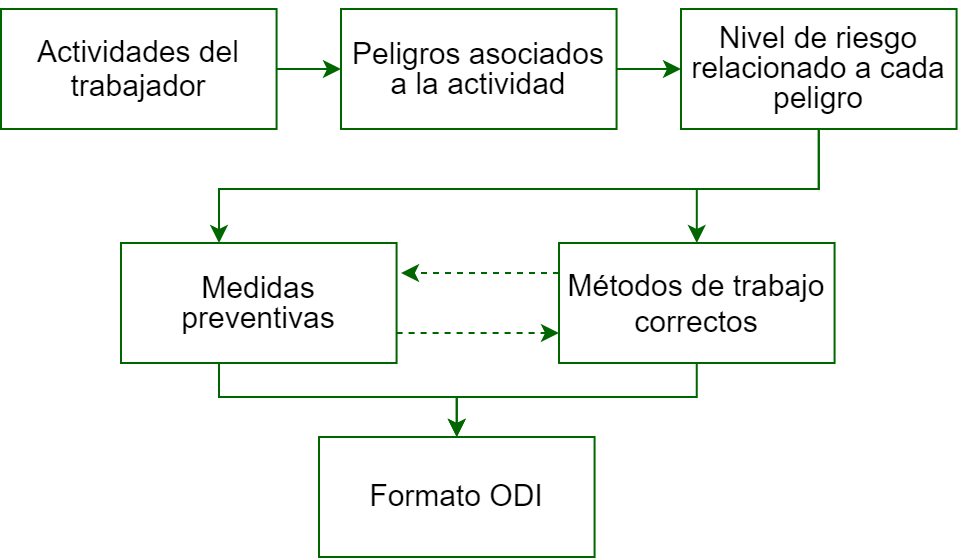 Actividades del
trabajador
Peligros asociados
a la actividad
Nivel de riesgo
relacionado a cada
peligro
Medidas
preventivas
Métodos de trabajo
correctos
Formato ODI